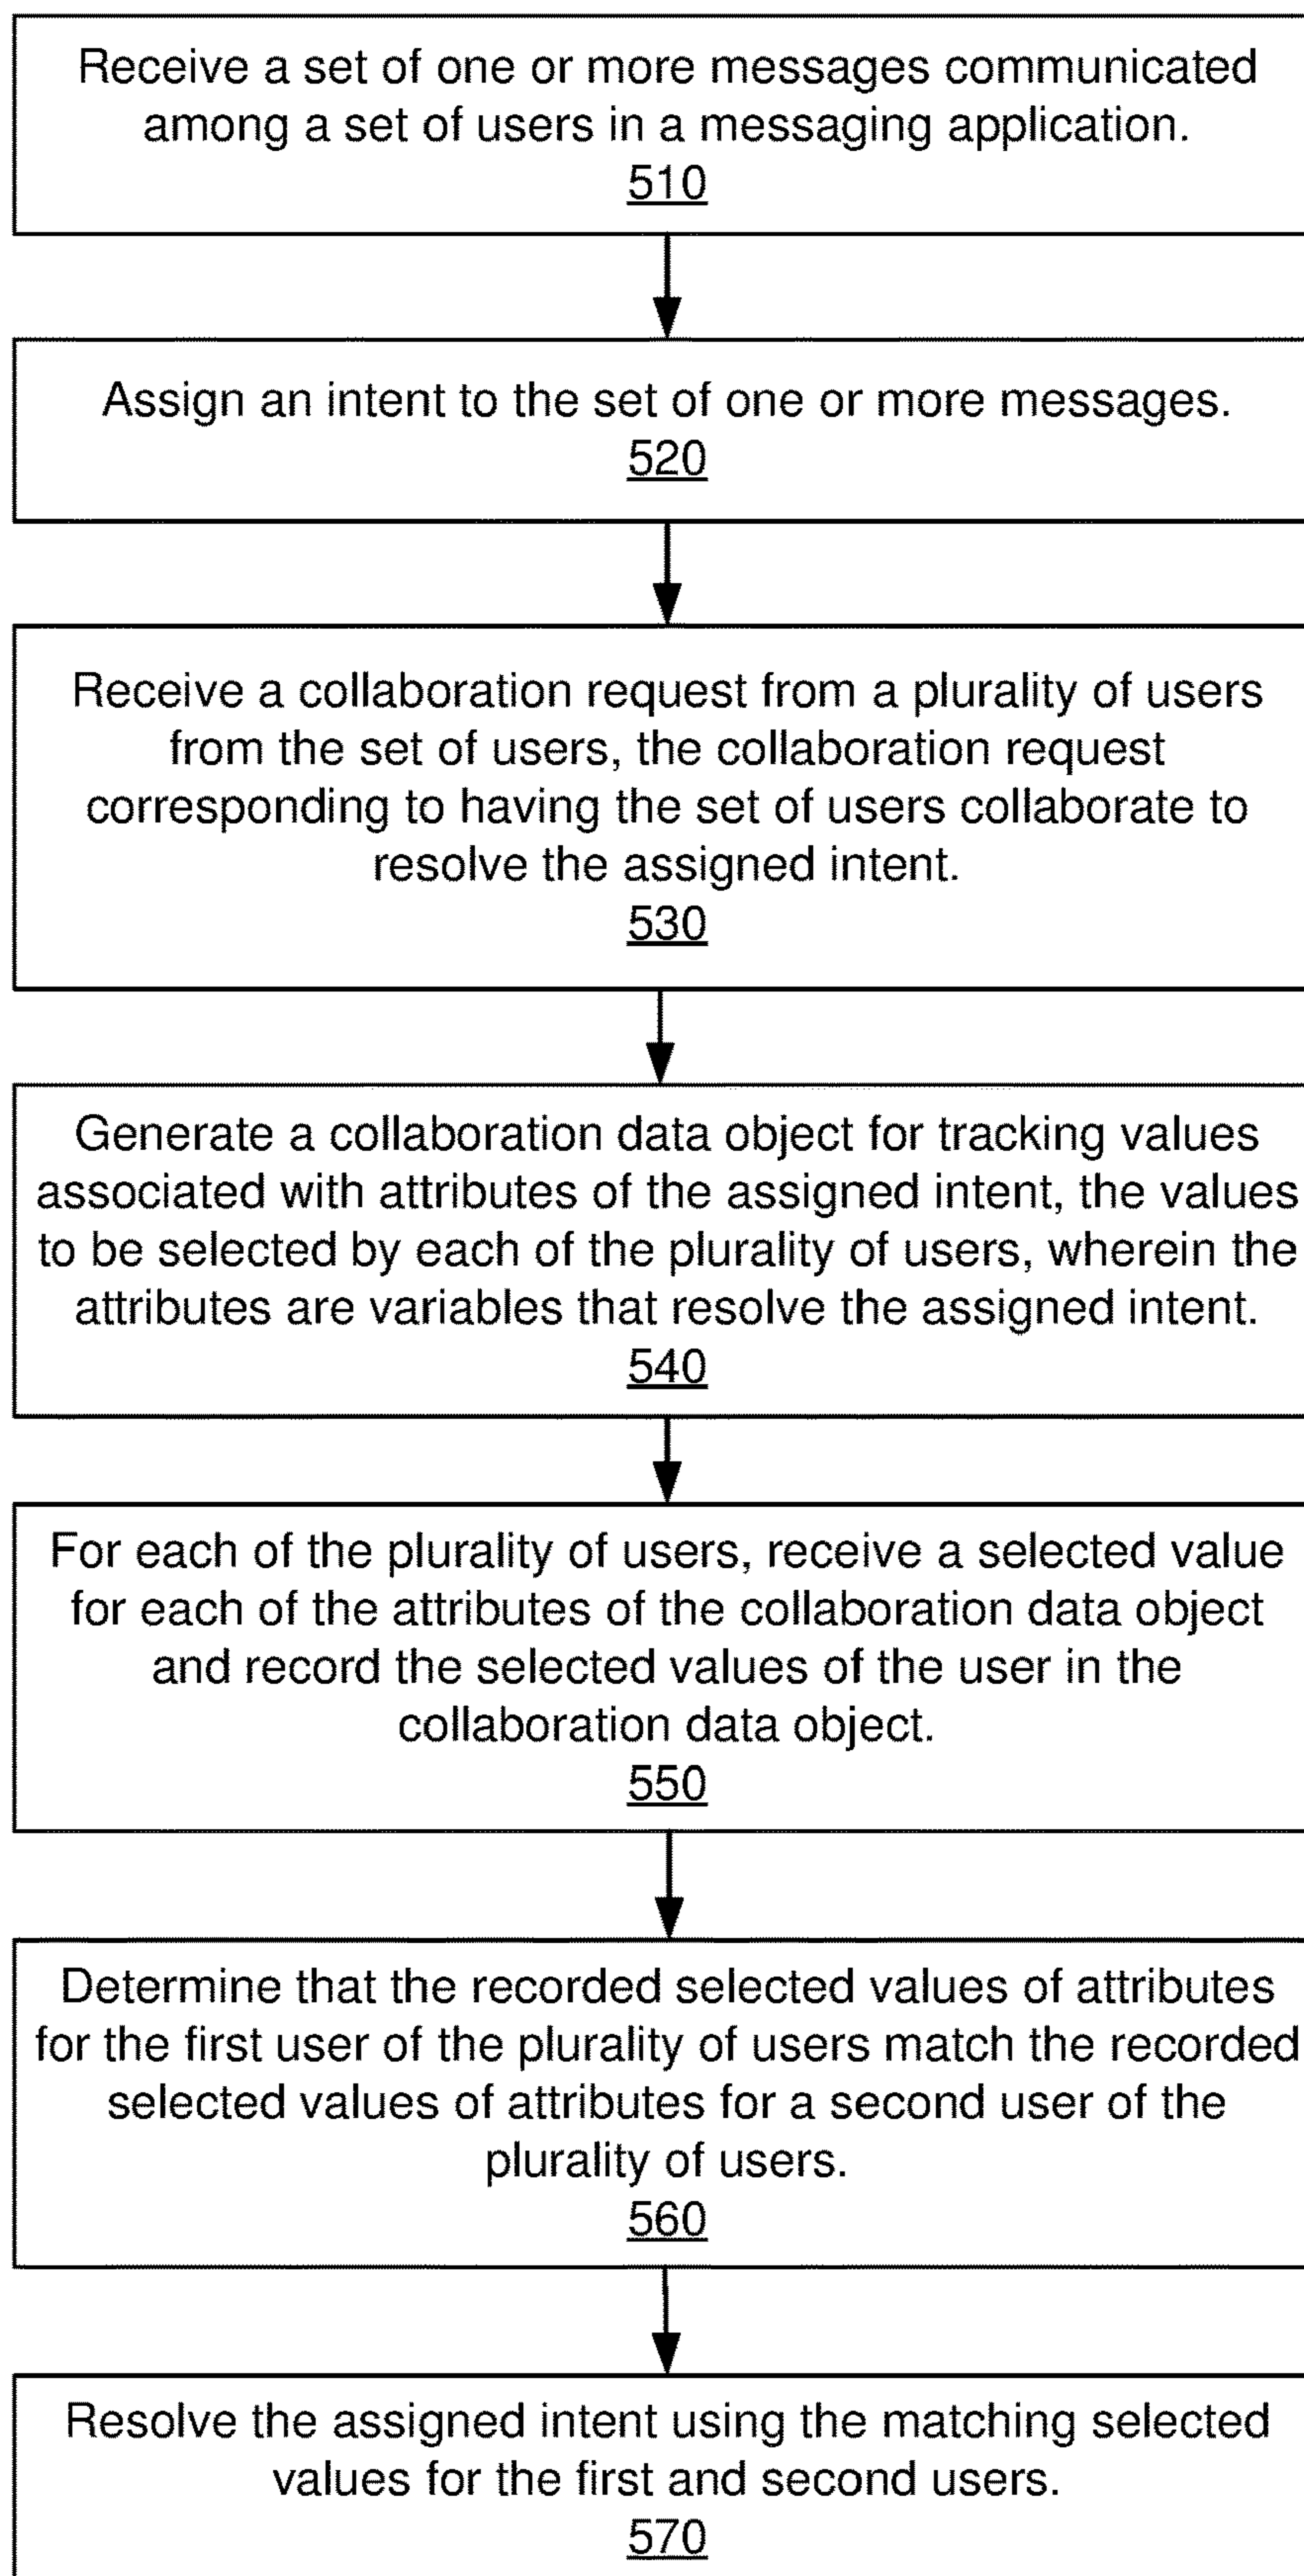 Receive a set of one or more messages communicated
among a set of users in a messaging application.
510
Assign an intent to the set of one or more messages.
520
Receive a collaboration request from a plurality of users
from the set of users, the collaboration request
corresponding to having the set of users collaborate to
resolve the assigned intent.
530
Generate a collaboration data object for tracking values
associated with attributes of the assigned intent, the values
to be selected by each of the plurality of users, wherein the
attributes are variables that resolve the assigned intent.
540
For each of the plurality of users, receive a selected value
for each of the attributes of the collaboration data object
and record the selected values of the user in the
collaboration data object.
550
Determine that the recorded selected values of attributes
for the first user of the plurality of users match the recorded
selected values of attributes for a second user of the
plurality of users.
560
Resolve the assigned intent using the matching selected
values for the first and second users.
570